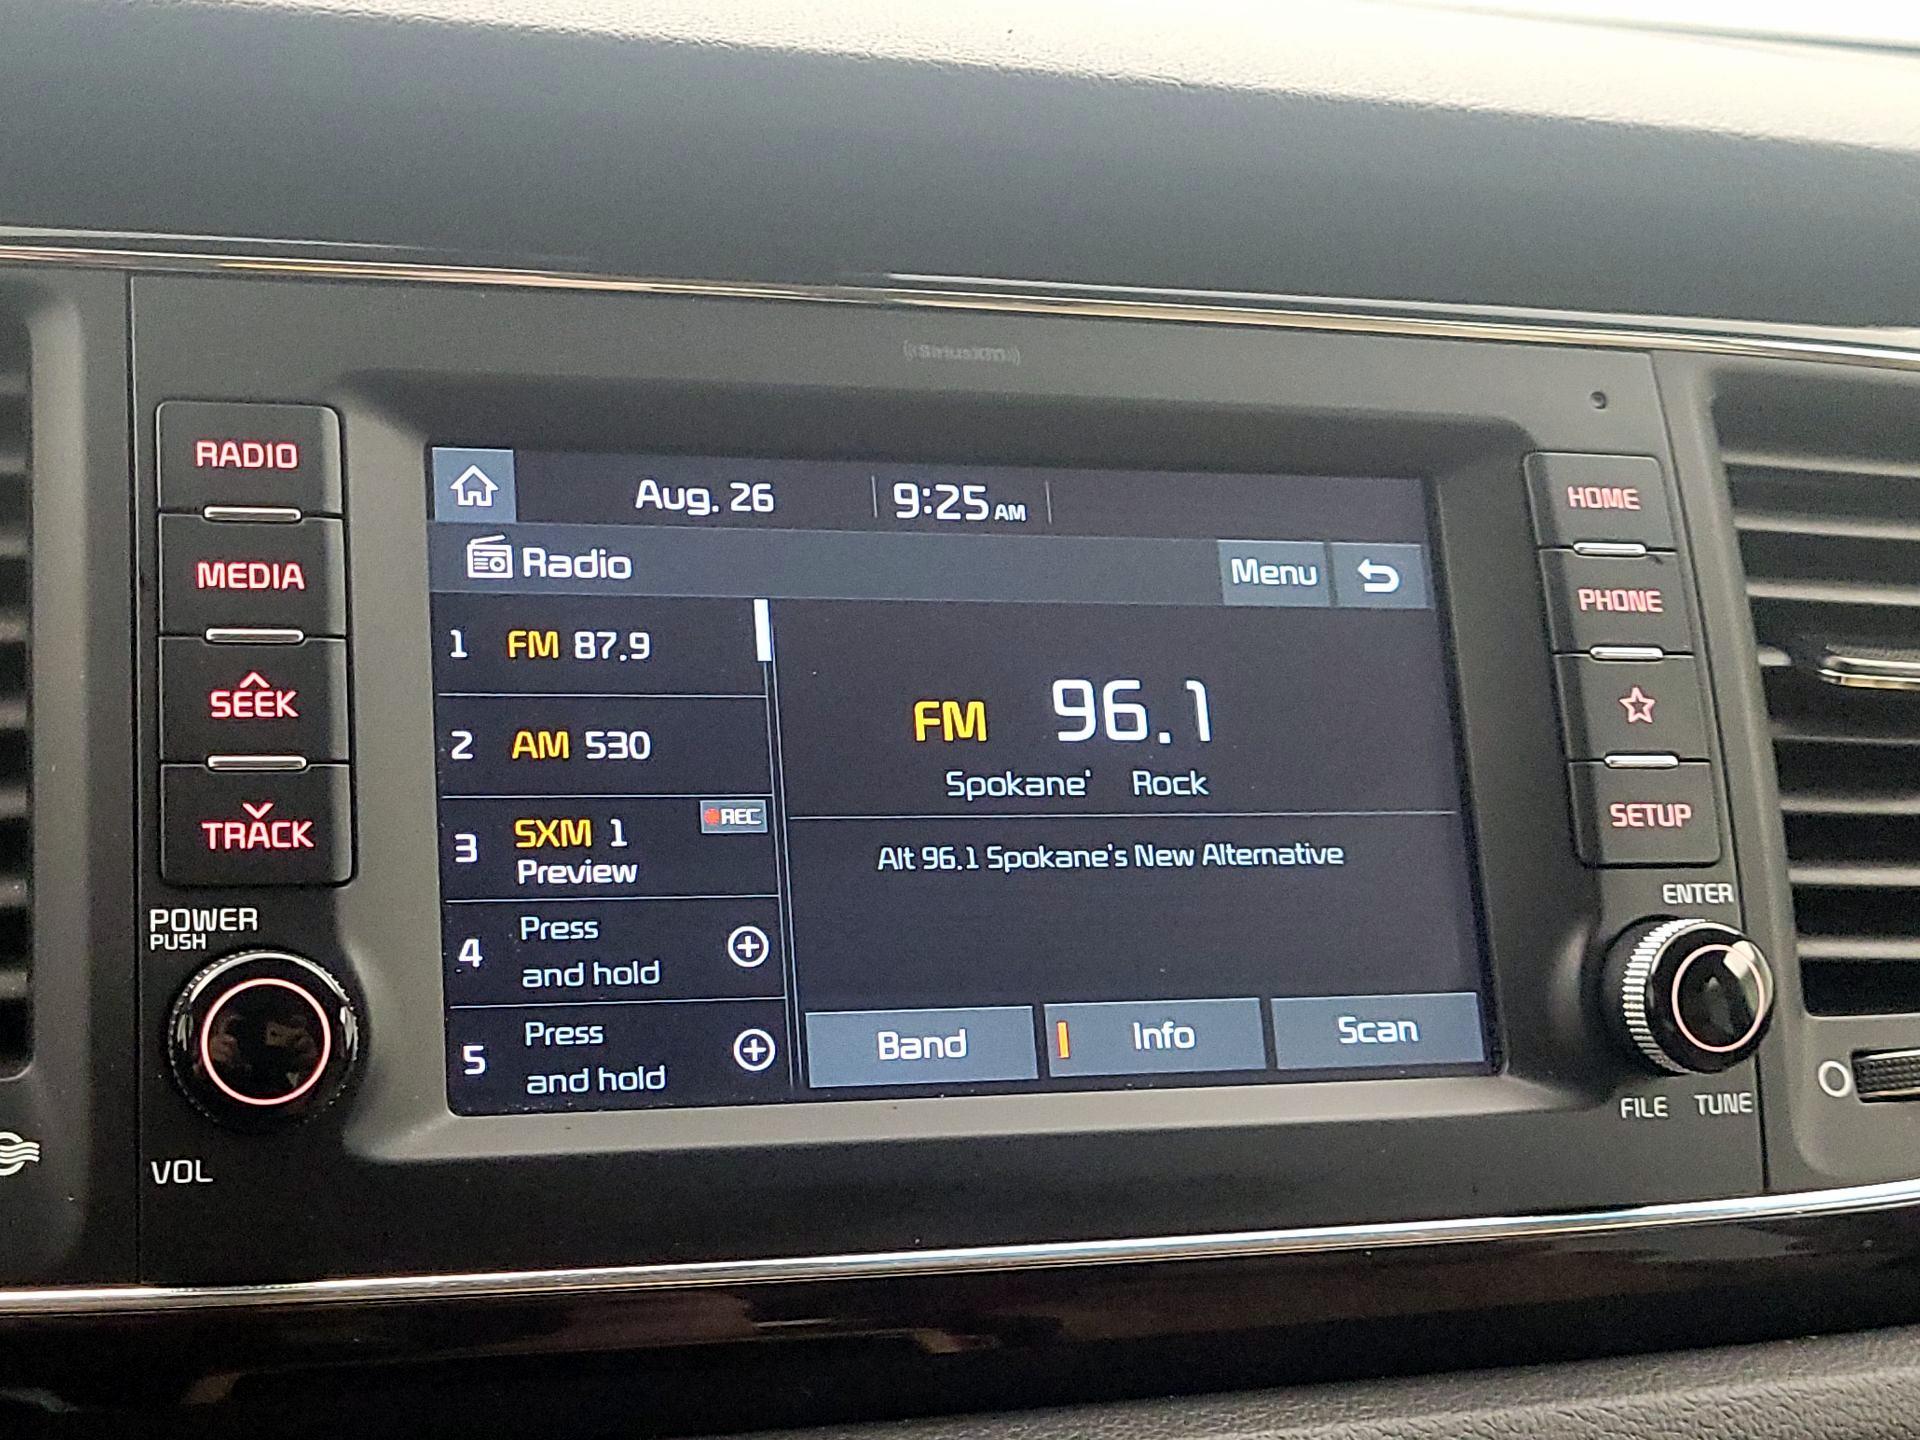 ((SiriusXM))
RADIO
MEDIA
SEEK
TRACK
POWER
PUSH
VOL
Aug. 26
9:25 AM
Radio
Menu
1 FM 87.9
2 AM 530
3 SXM 1
REC
Preview
4 Press
and hold
5 Press
and hold
FM 96.1
Spokane' Rock
Alt 96.1 Spokane's New Alternative
Band
Info
Scan
HOME
PHONE
SETUP
ENTER
FILE TUNE